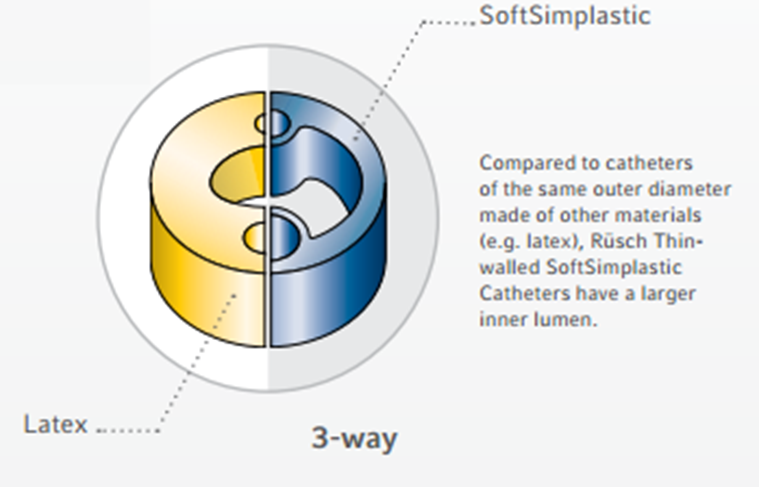 SoftSimplastic
Compared to catheters
of the same outer diameter
made of other materials
(e.g. latex), Rüsch Thin-
walled SoftSimplastic
Catheters have a larger
inner lumen.
Latex
3-way